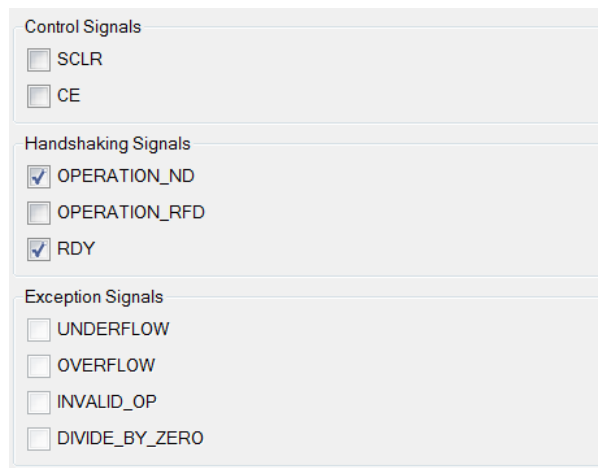 Control Signals
SCLR
CE
Handshaking Signals
OPERATION_ND
OPERATION_RFD
RDY
Exception Signals
UNDERFLOW
OVERFLOW
INVALID_OP
DIVIDE_BY_ZERO